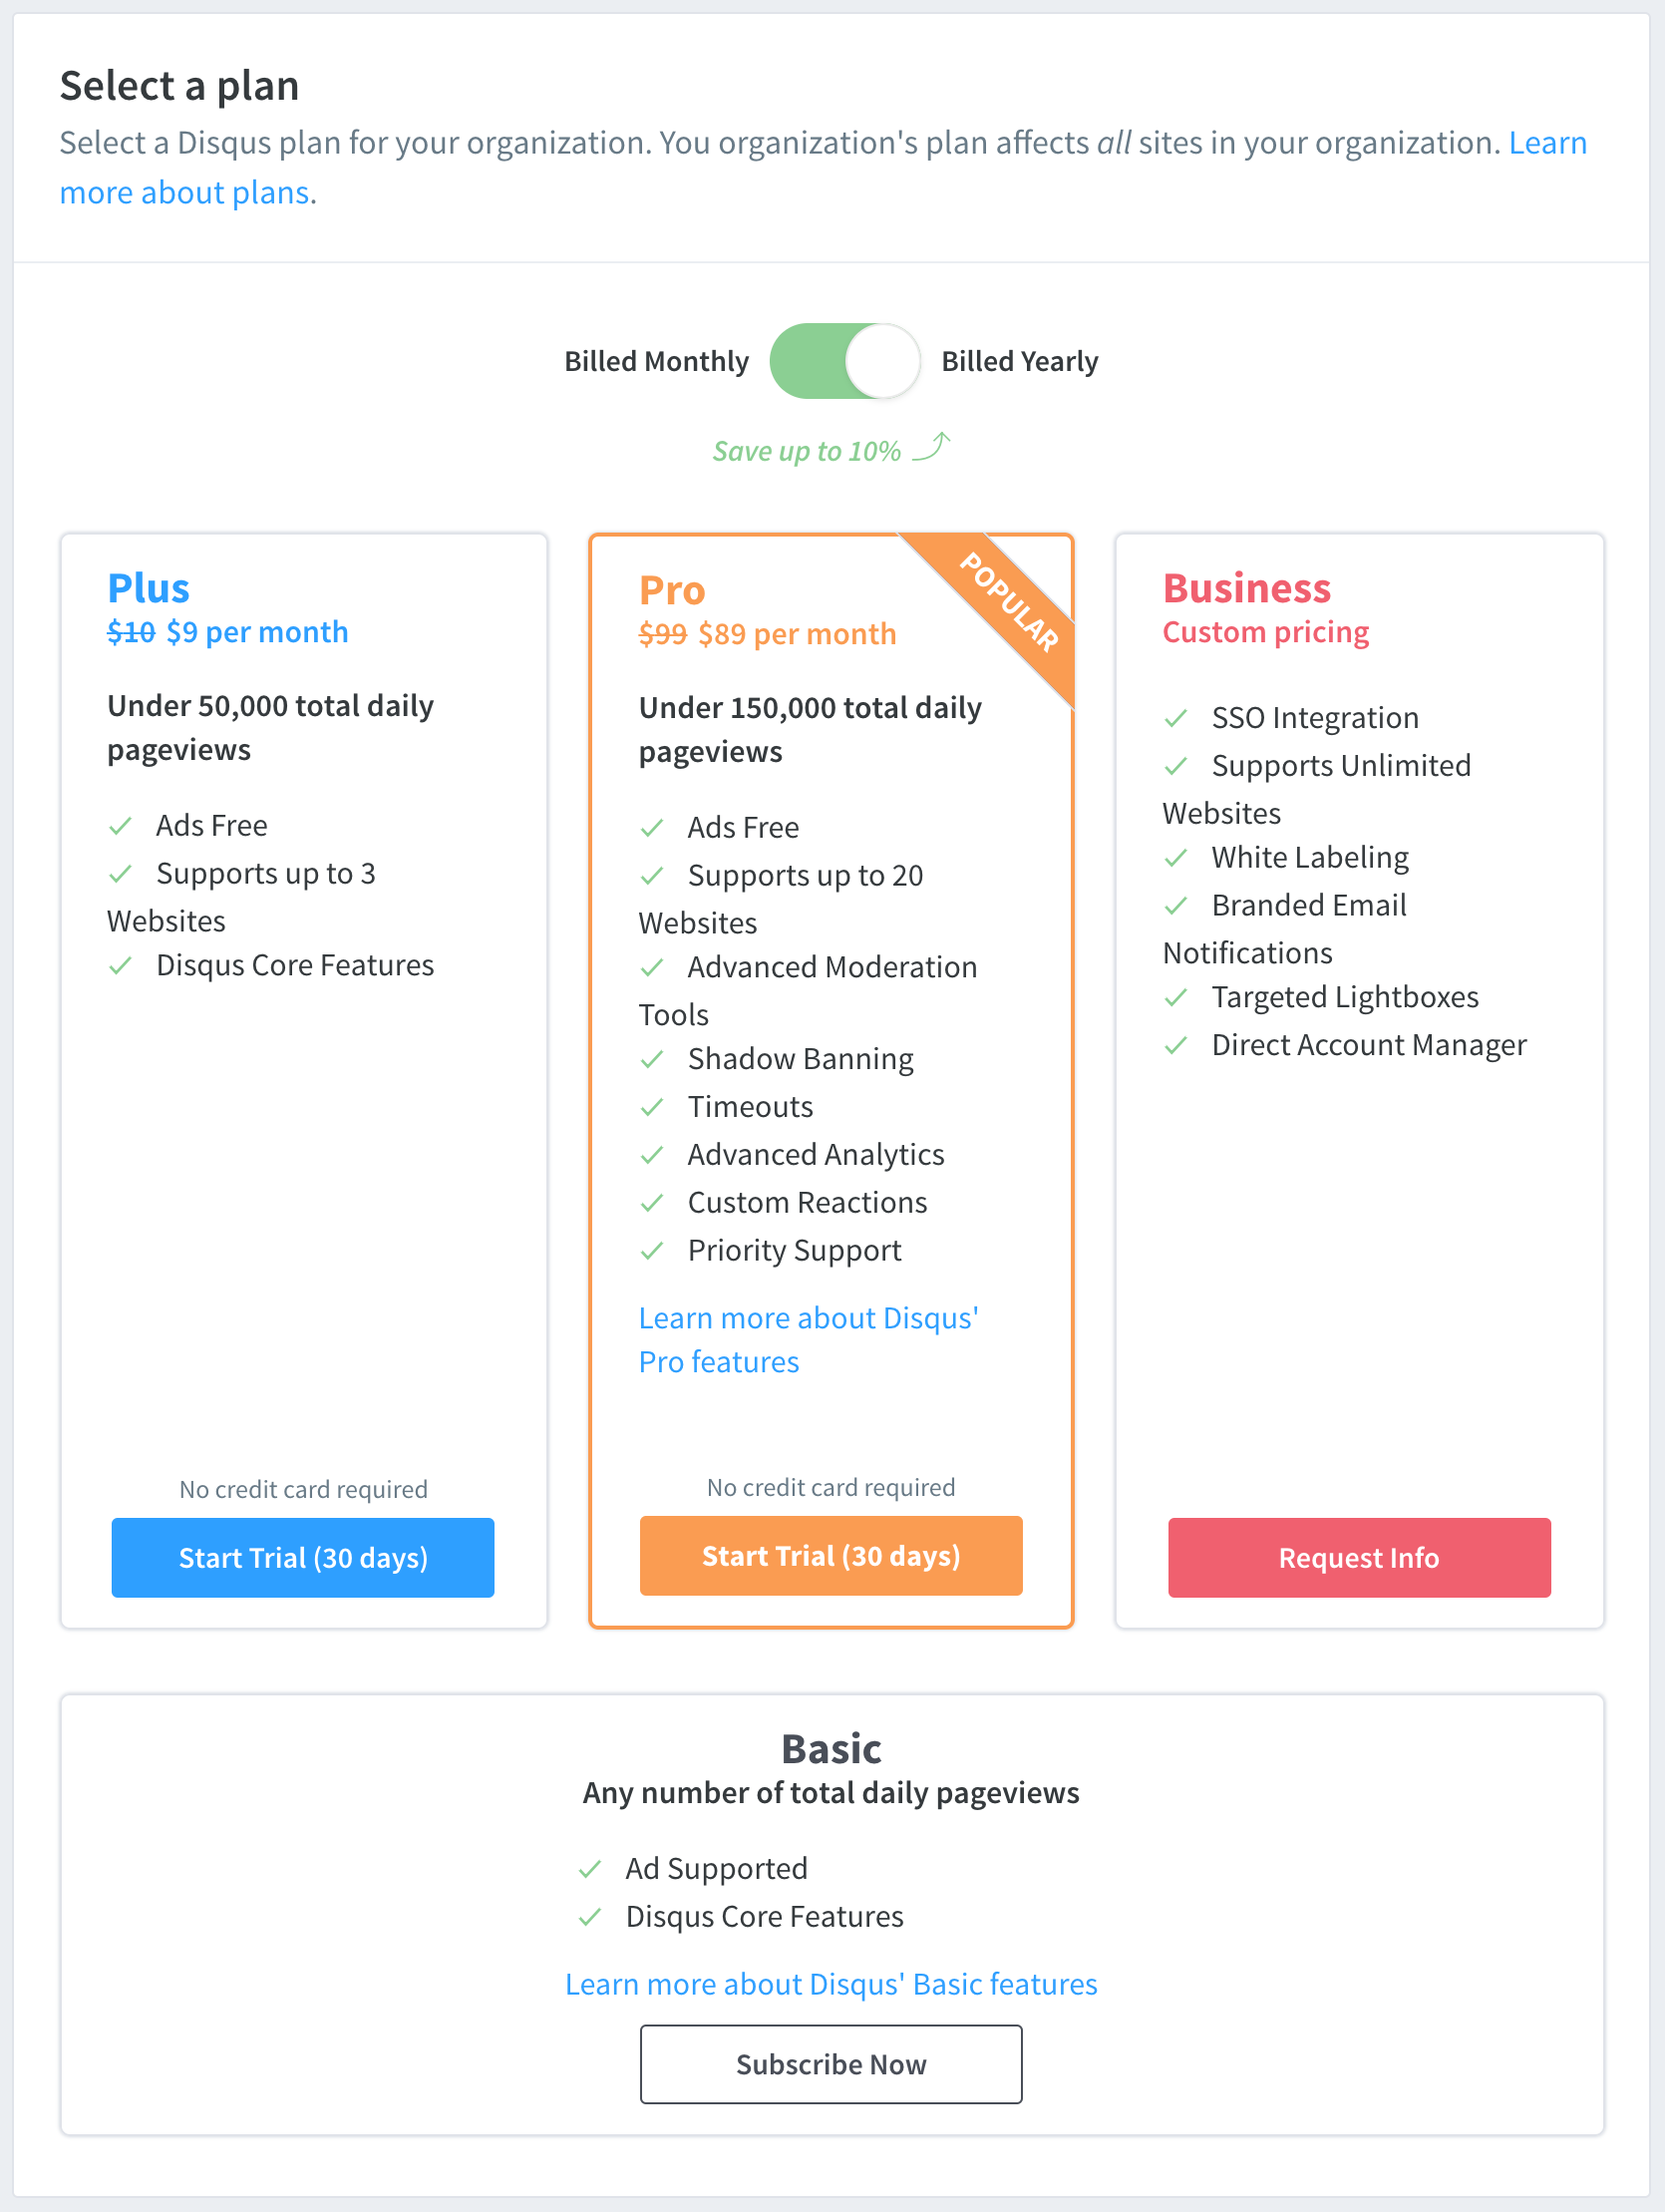 Select a plan
Select a Disqus plan for your organization. You organization's plan affects all sites in your organization. Learn
more about plans.
Billed Monthly
Billed Yearly
Save up to 10%
Plus
$10 $9 per month
Under 50,000 total daily
pageviews
Ads Free
Supports up to 3
Websites
Disqus Core Features
No credit card required
Start Trial (30 days)
POPULAR
Pro
$99 $89 per month
Under 150,000 total daily
pageviews
Ads Free
Supports up to 20
Websites
Advanced Moderation
Tools
Shadow Banning
Timeouts
Advanced Analytics
Custom Reactions
Priority Support
Learn more about Disqus'
Pro features
No credit card required
Start Trial (30 days)
Business
Custom pricing
SSO Integration
Supports Unlimited
Websites
White Labeling
Branded Email
Notifications
Targeted Lightboxes
Direct Account Manager
Request Info
Basic
Any number of total daily pageviews
Ad Supported
Disqus Core Features
Learn more about Disqus' Basic features
Subscribe Now